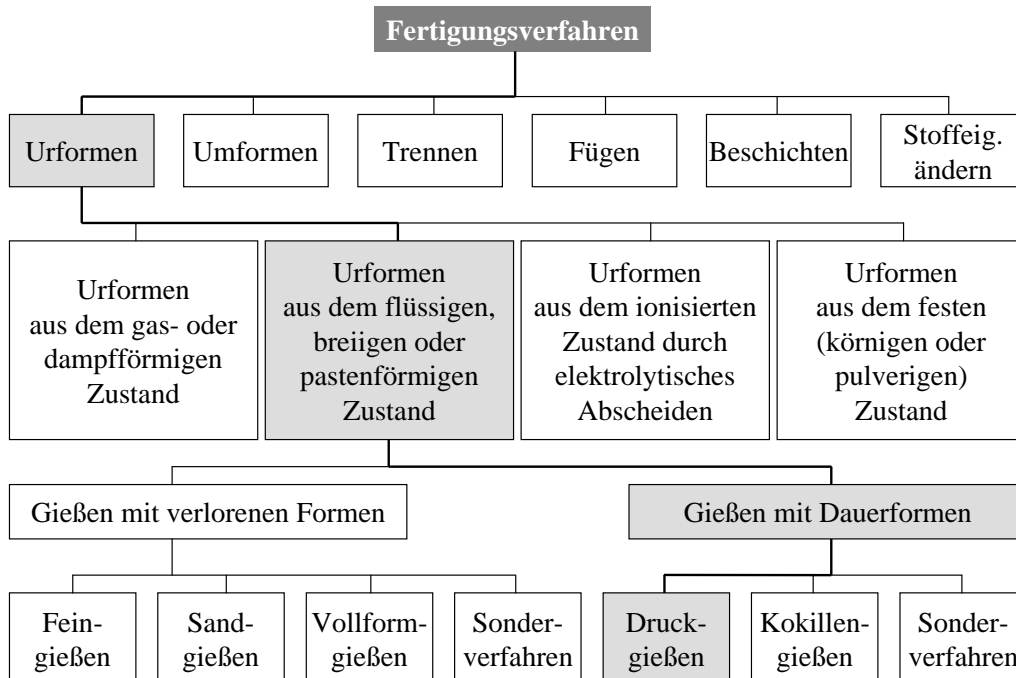 Fertigungsverfahren
Urformen
Umformen
Trennen
Fügen
Beschichten
Stoffeig.
ändern
Urformen
aus dem gas- oder
dampfförmigen
Zustand
Urformen
aus dem flüssigen,
breiigen oder
pastenförmigen
Zustand
Urformen
aus dem ionisierten
Zustand durch
elektrolytisches
Abscheiden
Urformen
aus dem festen
(körnigen oder
pulverigen)
Zustand
Gießen mit verlorenen Formen
Gießen mit Dauerformen
Fein-
gießen
Sand-
gießen
Vollform-
gießen
Sonder-
verfahren
Druck-
gießen
Kokillen-
gießen
Sonder-
verfahren